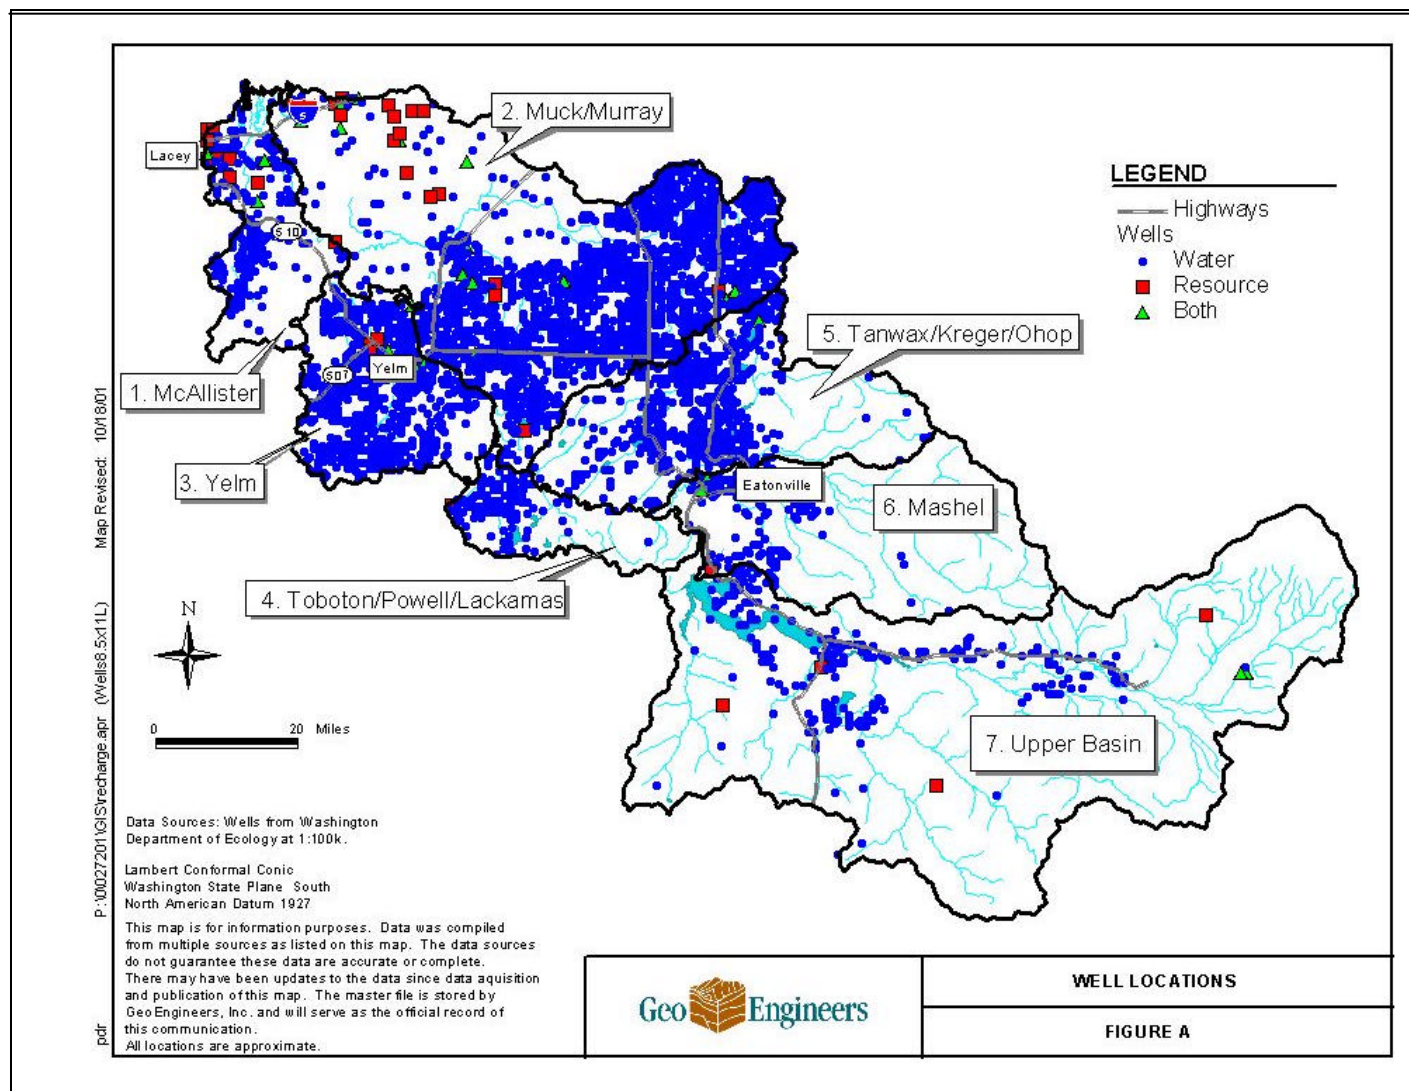 2. Muck/Murray
5
Lacey
LEGEND
Highways
Wells
Water
Resource
Both
510
5. Tanwax/Kreger/Ohop
Yelm
507
1. McAllister
3. Yelm
Eatonville
6. Mashel
4. Toboton/Powell/Lackamas
N
7. Upper Basin
0 20 Miles
Map Revised: 10/18/01
P:\0\0027201\GIS\recharge.apr (Wells8.5x11L)
pdr
Data Sources: Wells from Washington
Department of Ecology at 1:100k.
Lambert Conformal Conic
Washington State Plane South
North American Datum 1927
This map is for information purposes. Data was compiled
from multiple sources as listed on this map. The data sources
do not guarantee these data are accurate or complete.
There may have been updates to the data since data aquisition
and publication of this map. The master file is stored by
GeoEngineers, Inc. and will serve as the official record of
this communication.
All locations are approximate.
Geo Engineers
WELL LOCATIONS
FIGURE A